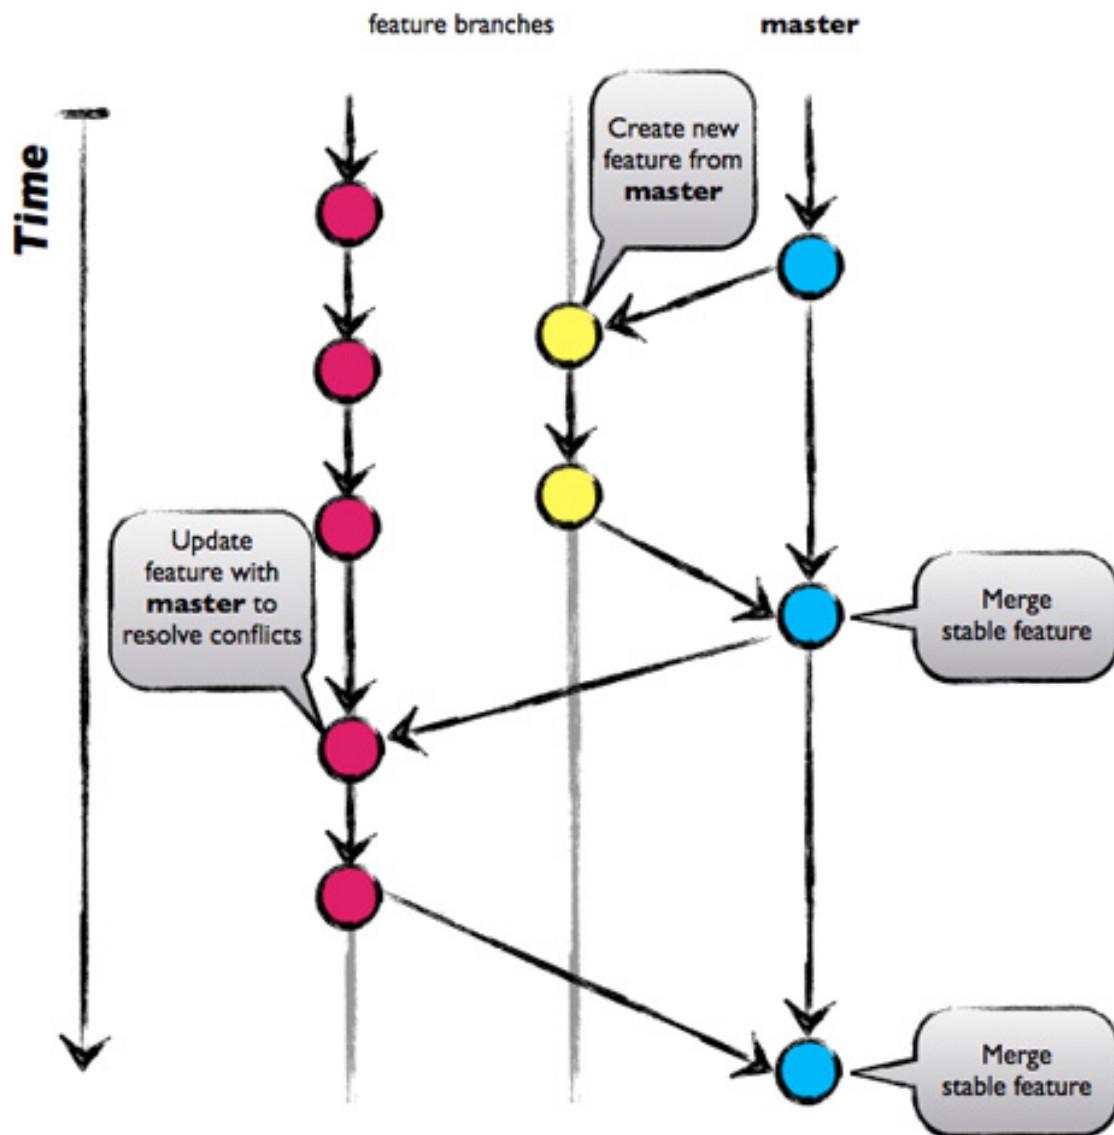 feature branches
master
Time
Create new
feature from
master
Update
feature with
master to
resolve conflicts
Merge
stable feature
Merge
stable feature